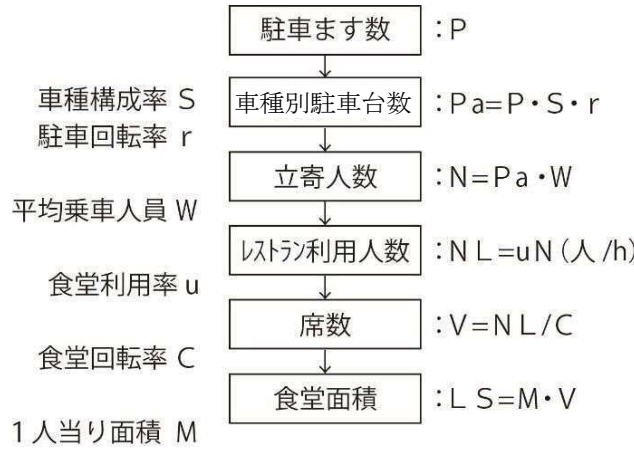 駐車ます数 :P
車種構成率 S
車種別駐車台数 :Pa=P・S・r
駐車回転率 r
立寄人数 :N=Pa・W
平均乗車人員 W
ﾚｽﾄﾗﾝ利用人数 :NL=uN(人/h)
食堂利用率 u
席数 :V=NL/C
食堂回転率 C
食堂面積 :LS=M・V
1人当り面積 M